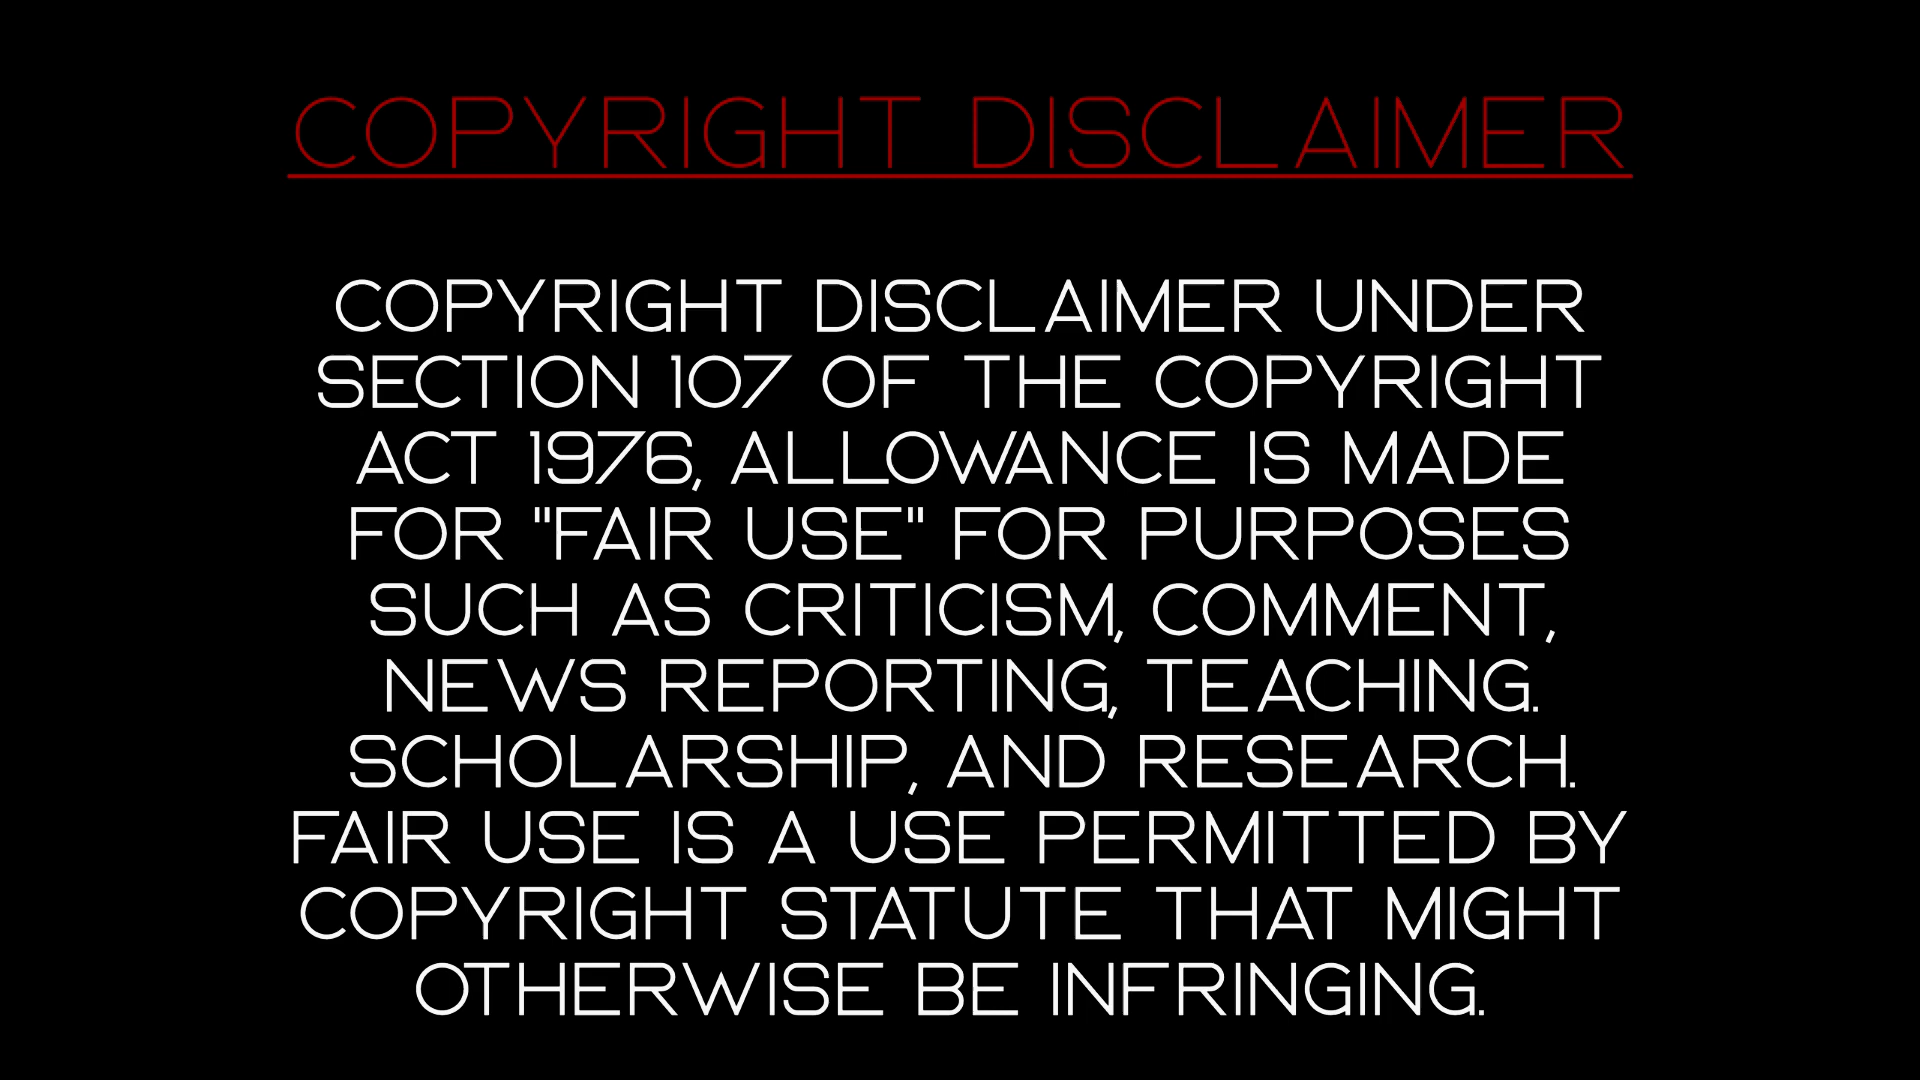 COPYRIGHT DISCLAIMER
COPYRIGHT DISCLAIMER UNDER
SECTION 107 OF THE COPYRIGHT
ACT 1976, ALLOWANCE IS MADE
FOR "FAIR USE" FOR PURPOSES
SUCH AS CRITICISM, COMMENT,
NEWS REPORTING, TEACHING.
SCHOLARSHIP, AND RESEARCH.
FAIR USE IS A USE PERMITTED BY
COPYRIGHT STATUTE THAT MIGHT
OTHERWISE BE INFRINGING.